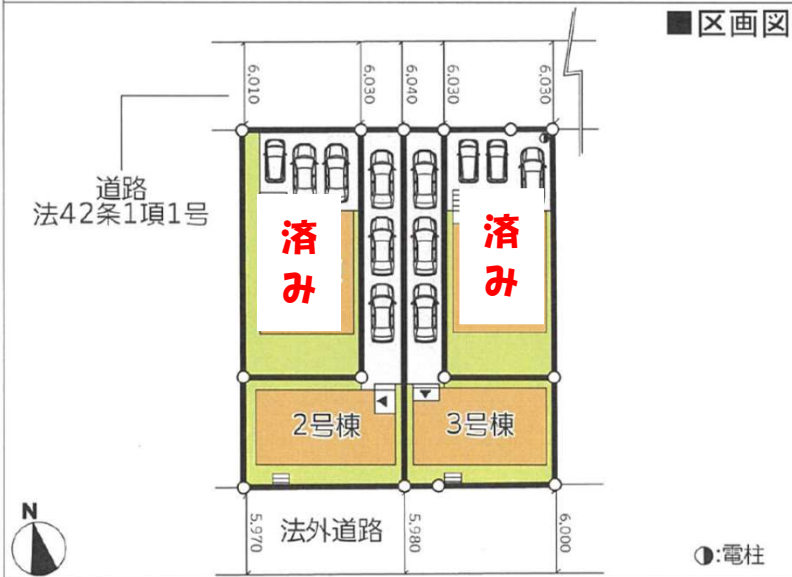 ■区画図
6.010
6.030
6.040
6.030
6.030
道路
法42条1項1号
済み
済み
2号棟
3号棟
5.970
法外道路
5.980
6.000
N
:電柱